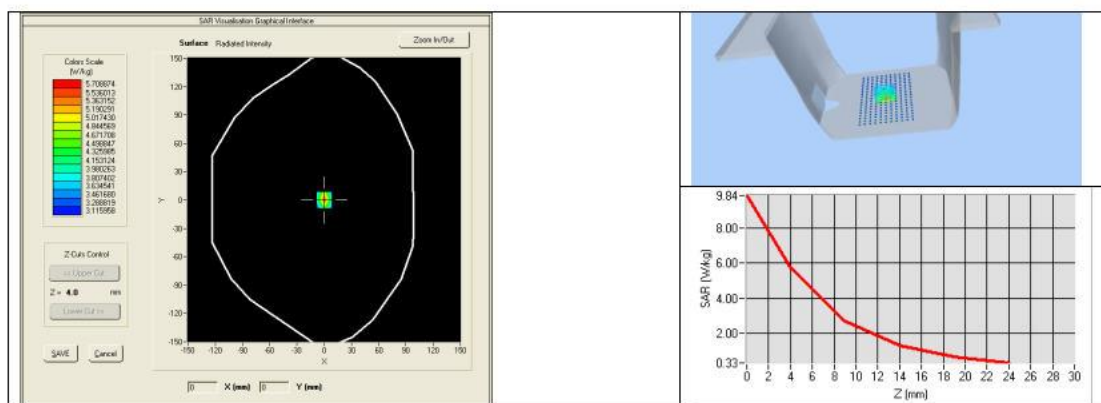 SAR Visualisation Graphical Interface
Surface Radiated Intensity
Zoom In/Out
Colors Scale
(W/kg)
5.708874
5.536013
5.363152
5.190291
5.017430
4.844569
4.671708
4.498847
4.325985
4.153124
3.980263
3.807402
3.634541
3.461680
3.288819
3.115958
Z-Cuts Control
<< Upper Cut
Z = 4.0 mm
Lower Cut >>
SAVE Cancel
150
120
90
60
30
Y 0
-30
-60
-90
-120
-150
-150 -120 -90 -60 -30 0 30 60 90 120 150
X
0 X (mm) 0 Y (mm)
9.84
8.00
6.00
4.00
2.00
0.33
SAR (W/kg)
0 2 4 6 8 10 12 14 16 18 20 22 24 26 28 30
Z (mm)